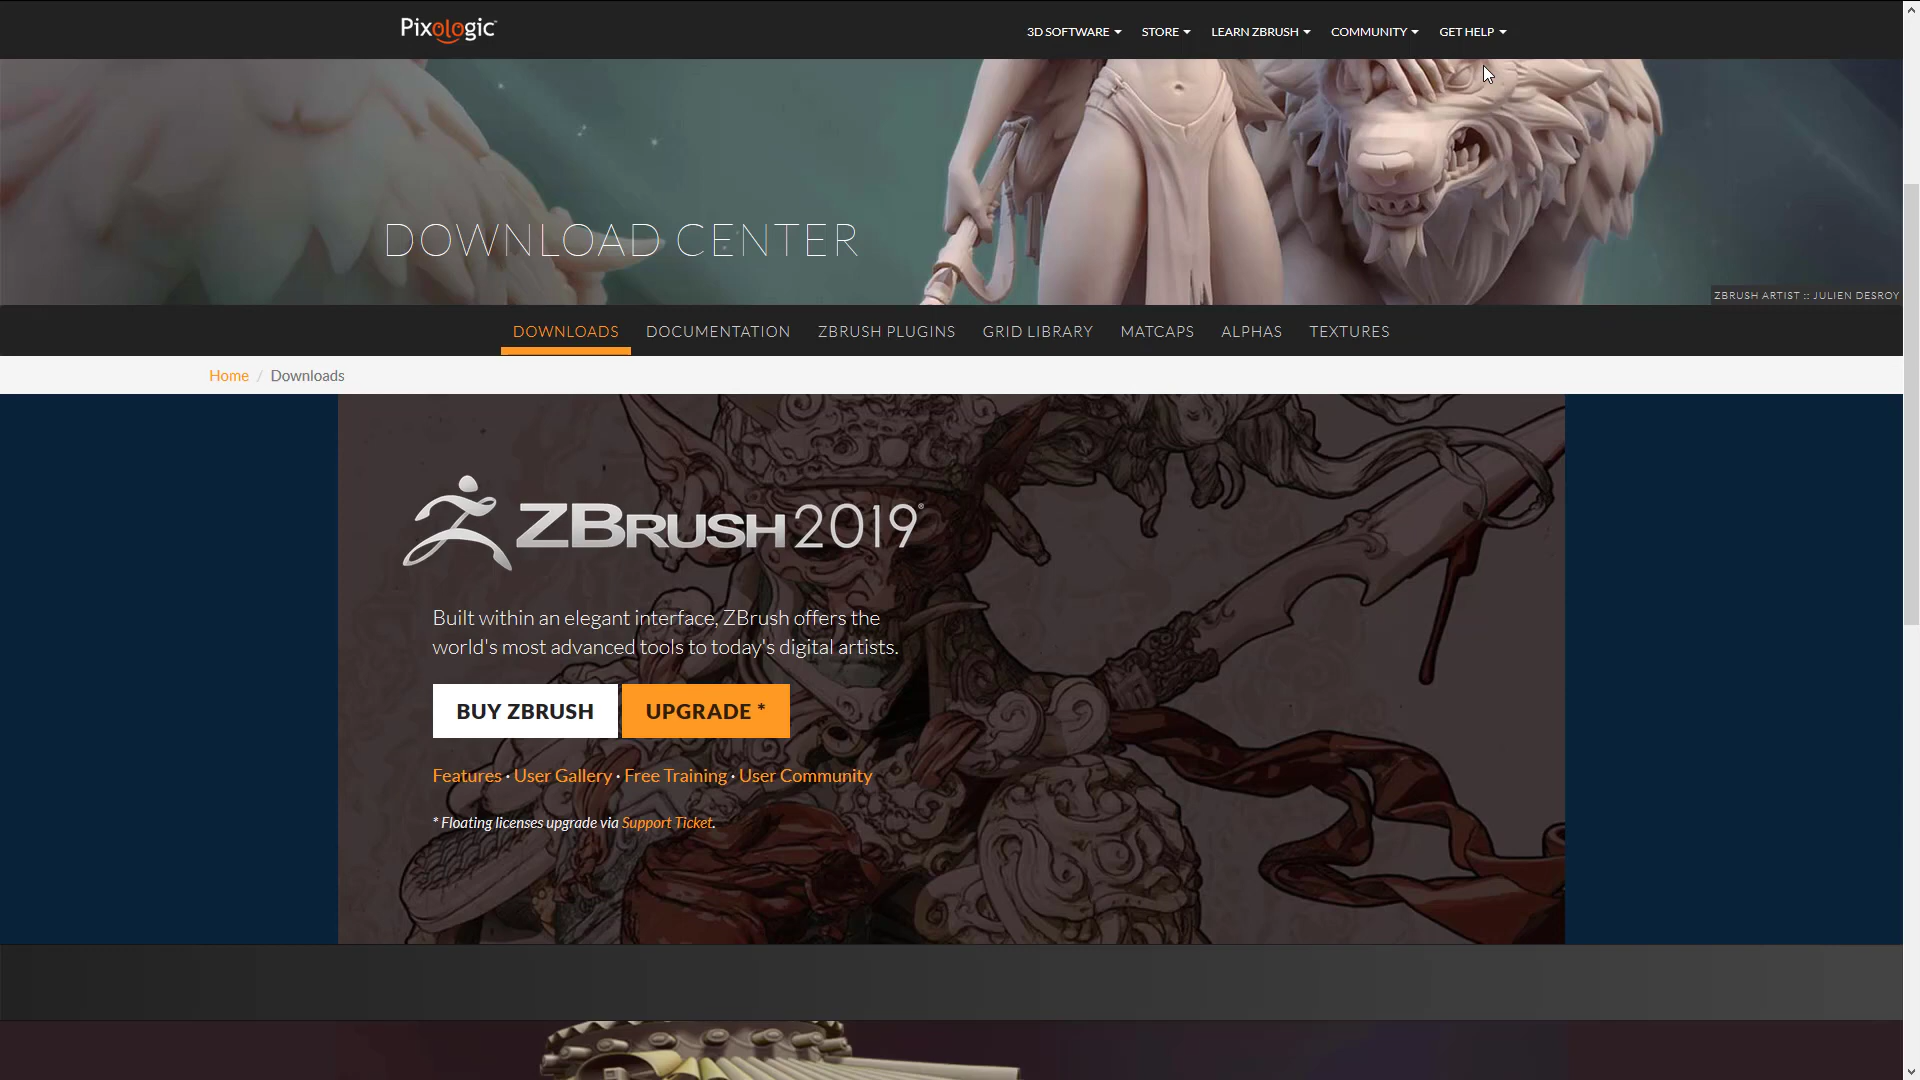 Pixologic
3D SOFTWARE STORE LEARN ZBRUSH COMMUNITY GET HELP
DOWNLOAD CENTER
ZBRUSH ARTIST :: JULIEN DESROY
DOWNLOADS DOCUMENTATION ZBRUSH PLUGINS GRID LIBRARY MATCAPS ALPHAS TEXTURES
Home / Downloads
ZBRUSH 2019®
Built within an elegant interface, ZBrush offers the
world's most advanced tools to today's digital artists.
BUY ZBRUSH UPGRADE *
Features · User Gallery · Free Training · User Community
* Floating licenses upgrade via Support Ticket.